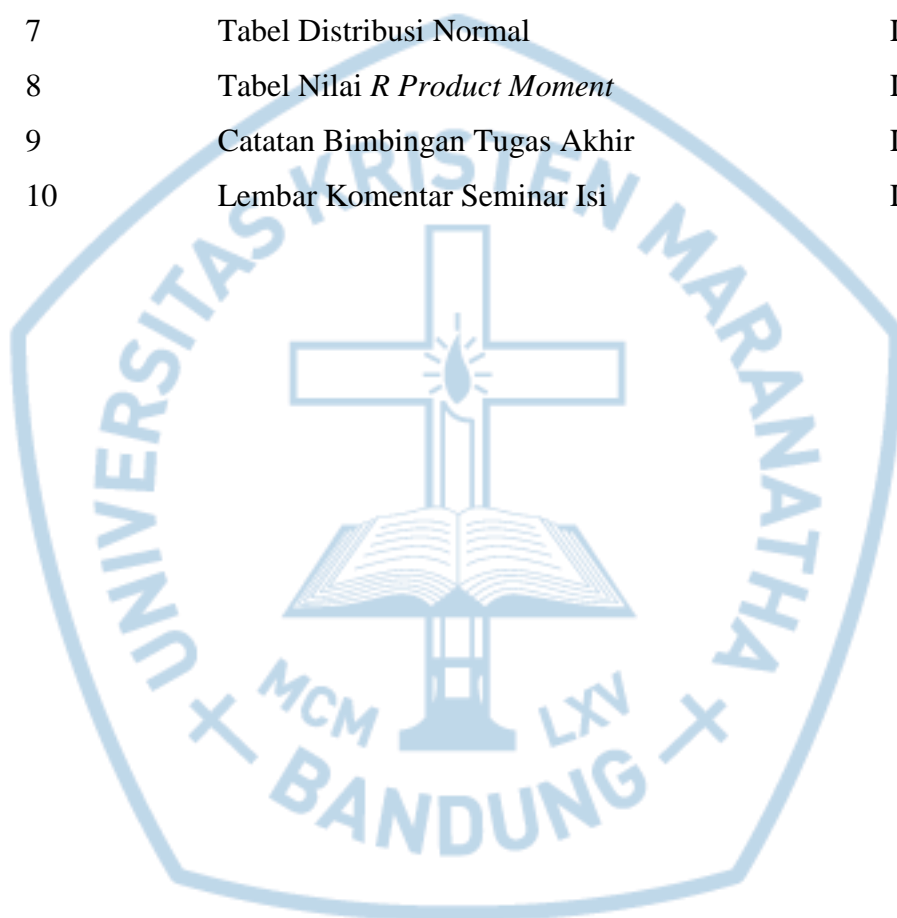 7 Tabel Distribusi Normal
8 Tabel Nilai R Product Moment
9 Catatan Bimbingan Tugas Akhir
10 Lembar Komentar Seminar Isi
UNIVERSITAS KRISTEN MARANATHA
MCM LXV
BANDUNG